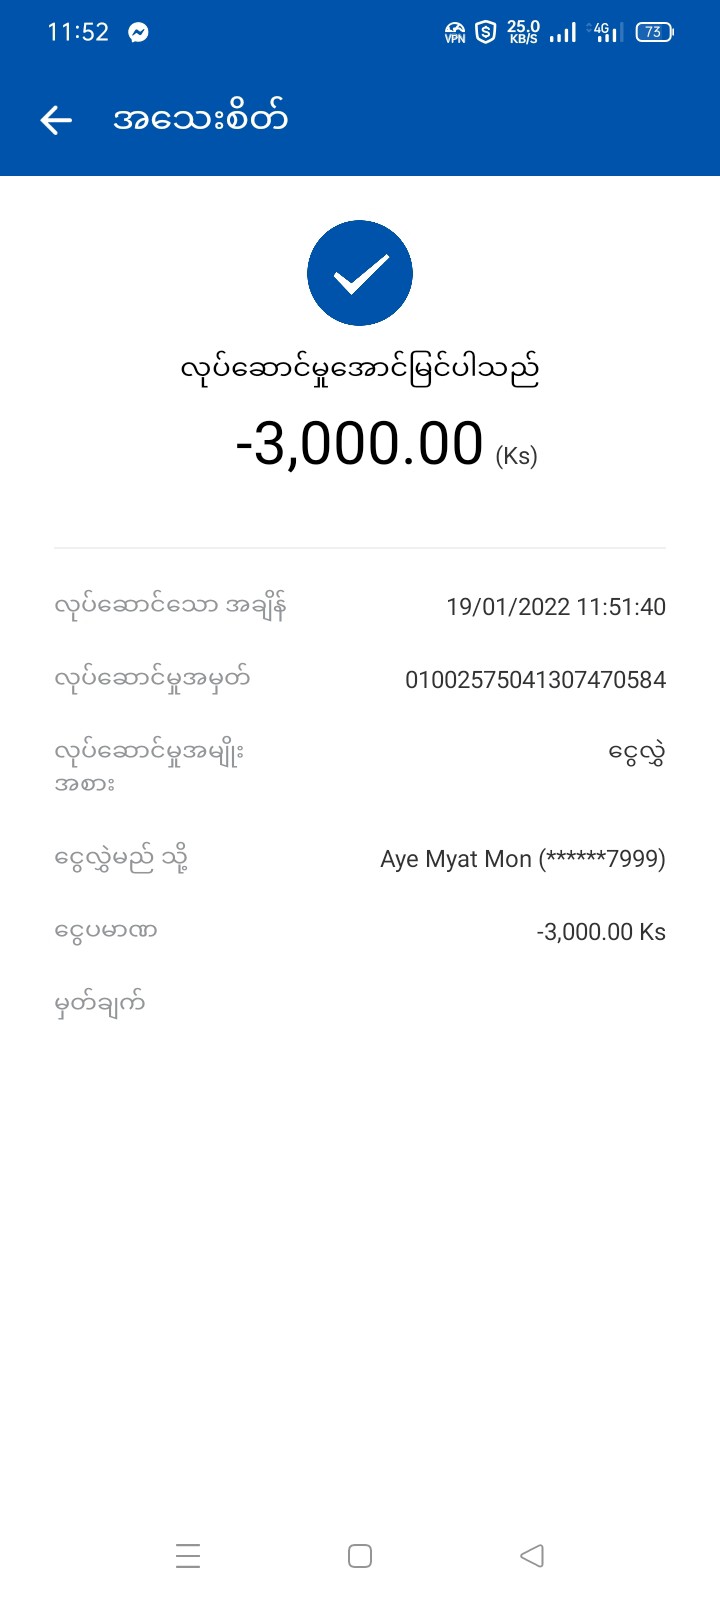 11:52 VPN 25.0 KB/S 4G 73
အသေးစိတ်
လုပ်ဆောင်မှုအောင်မြင်ပါသည်
-3,000.00 (Ks)
လုပ်ဆောင်သော အချိန် 19/01/2022 11:51:40
လုပ်ဆောင်မှုအမှတ် 01002575041307470584
လုပ်ဆောင်မှုအမျိုး ငွေလွှဲ
အစား
ငွေလွှဲမည် သို့ Aye Myat Mon (******7999)
ငွေပမာဏ -3,000.00 Ks
မှတ်ချက်